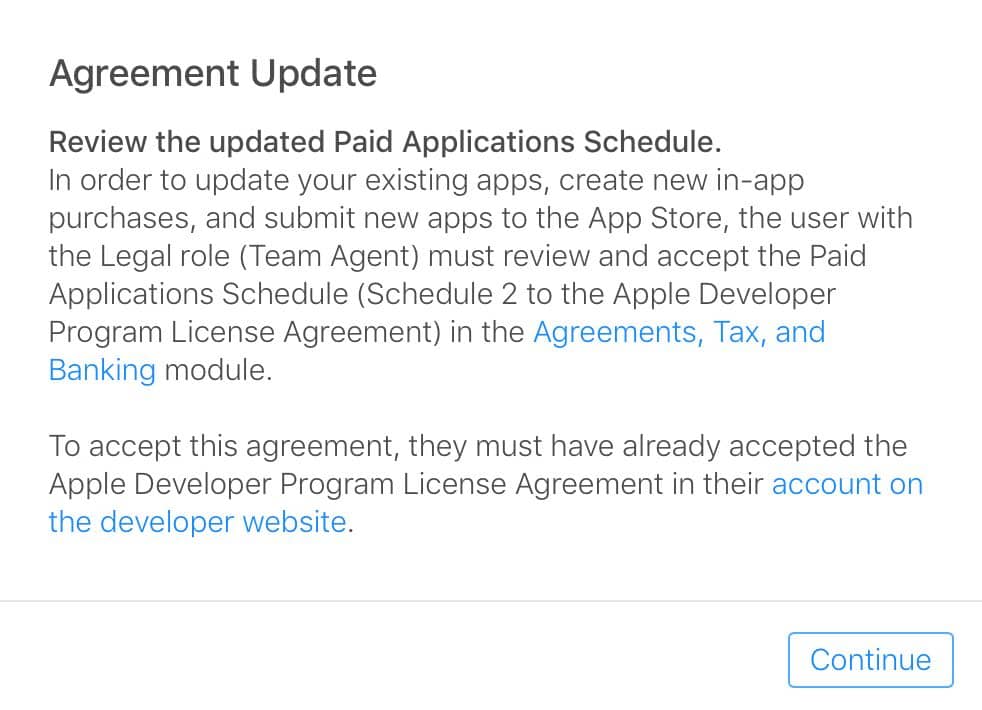 Agreement Update
Review the updated Paid Applications Schedule.
In order to update your existing apps, create new in-app
purchases, and submit new apps to the App Store, the user with
the Legal role (Team Agent) must review and accept the Paid
Applications Schedule (Schedule 2 to the Apple Developer
Program License Agreement) in the Agreements, Tax, and
Banking module.
To accept this agreement, they must have already accepted the
Apple Developer Program License Agreement in their account on
the developer website.
Continue